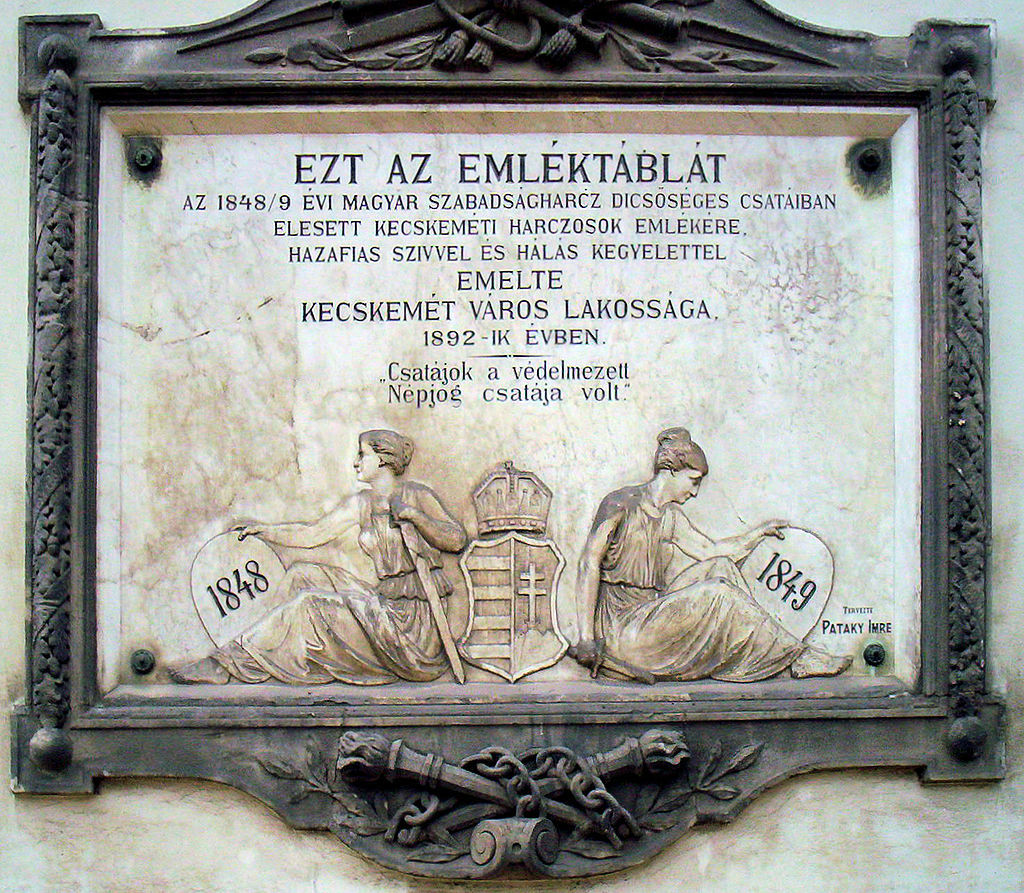 EZT AZ EMLÉKTÁBLÁT
AZ 1848/9 ÉVI MAGYAR SZABADSÁGHARCZ DICSŐSÉGES CSATÁIBAN
ELESETT KECSKEMÉTI HARCZOSOK EMLÉKÉRE,
HAZAFIAS SZIVVEL ÉS HÁLÁS KEGYELETTEL
EMELTE
KECSKEMÉT VÁROS LAKOSSÁGA,
1892-IK ÉVBEN.
„Csatájok a védelmezett
Népjog csatája volt.”
1848
1849
TERVEZTE
PATAKY IMRE